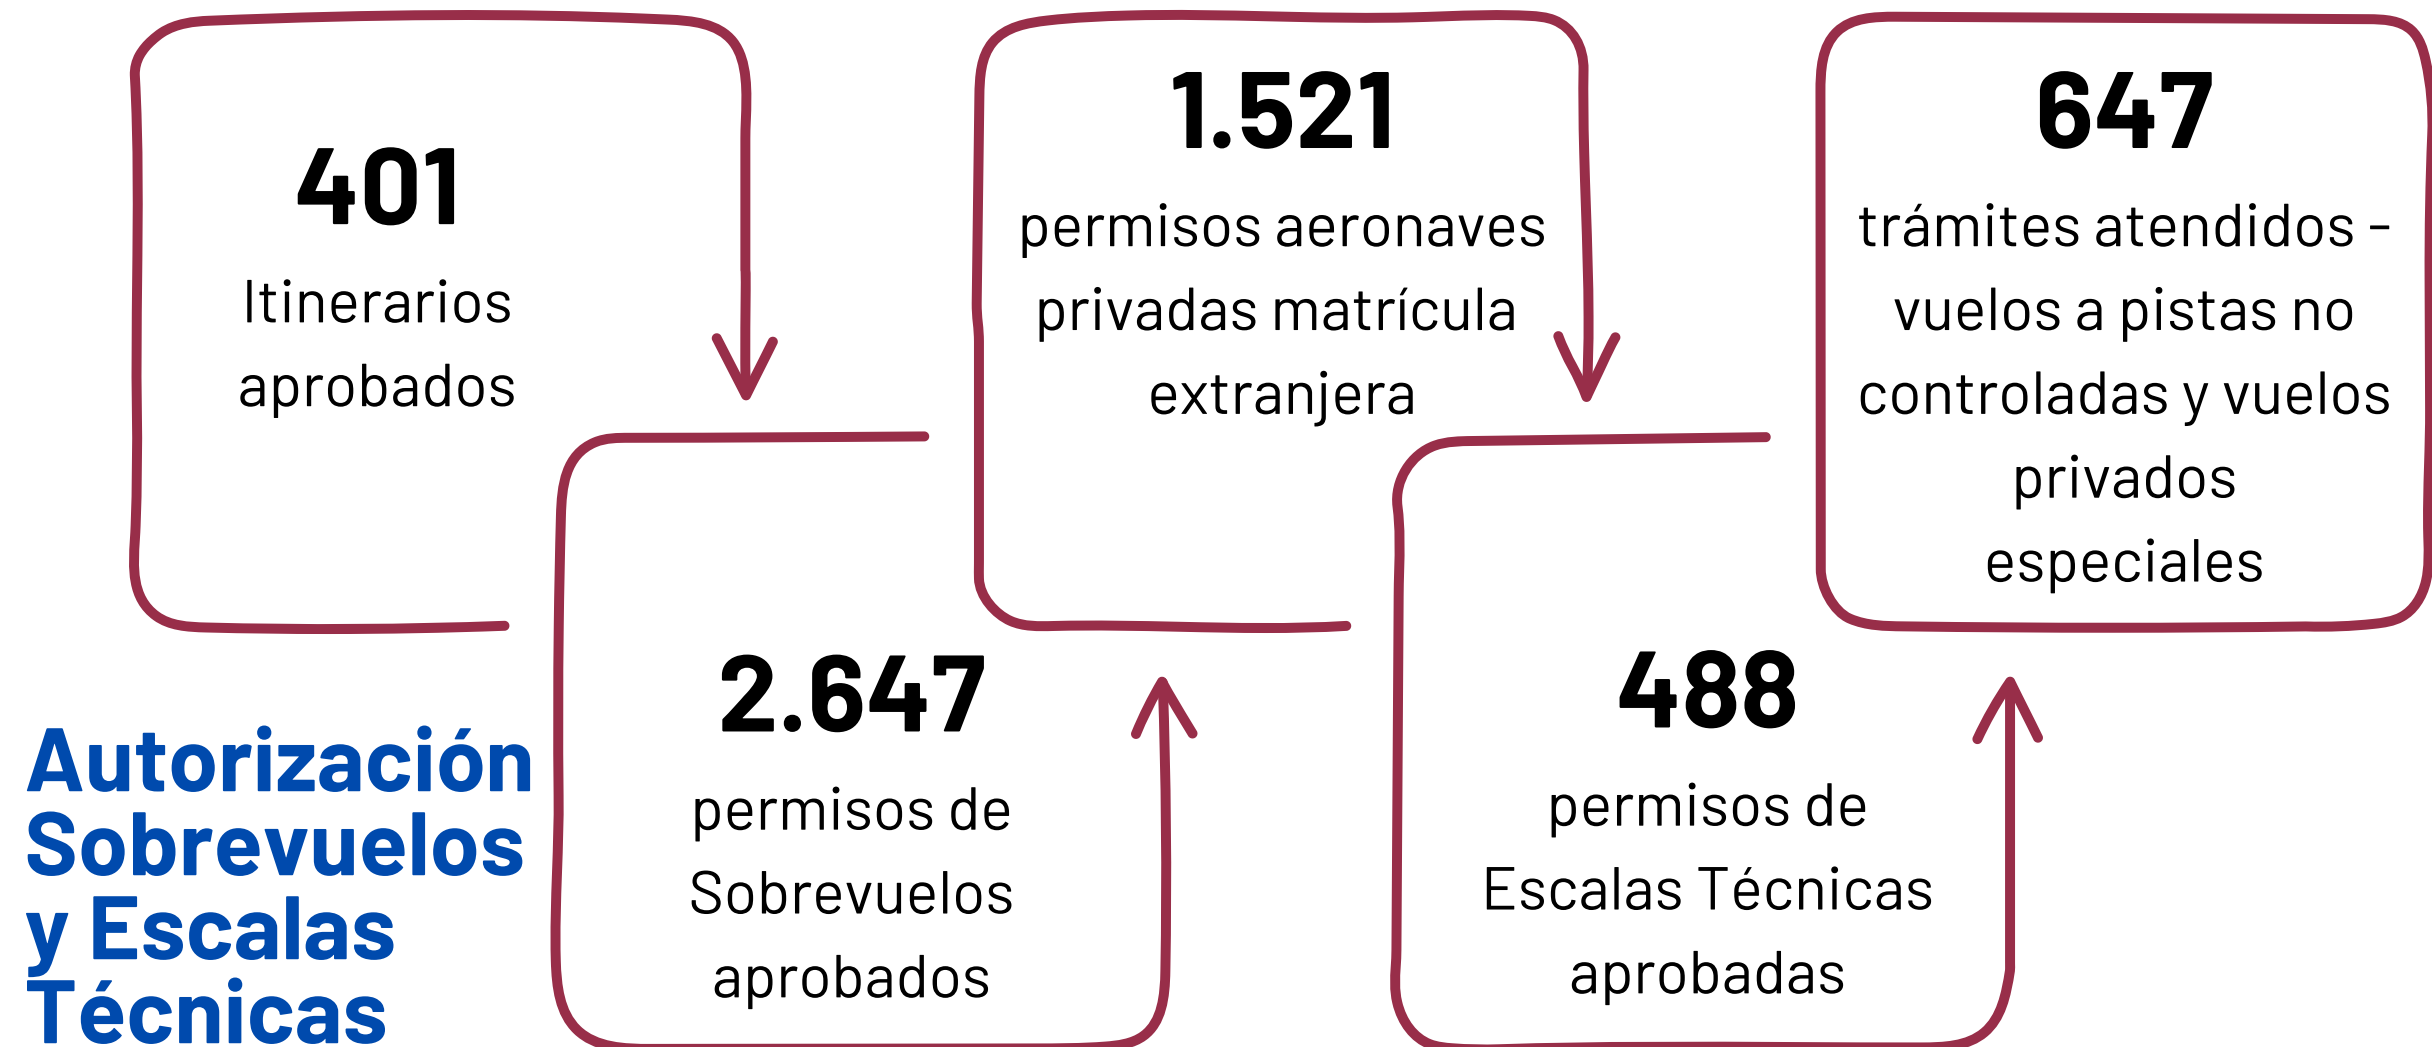 401
Itinerarios
aprobados
2.647
permisos de
Sobrevuelos
aprobados
1.521
permisos aeronaves
privadas matrícula
extranjera
488
permisos de
Escalas Técnicas
aprobadas
647
trámites atendidos -
vuelos a pistas no
controladas y vuelos
privados
especiales
Autorización
Sobrevuelos
y Escalas
Técnicas